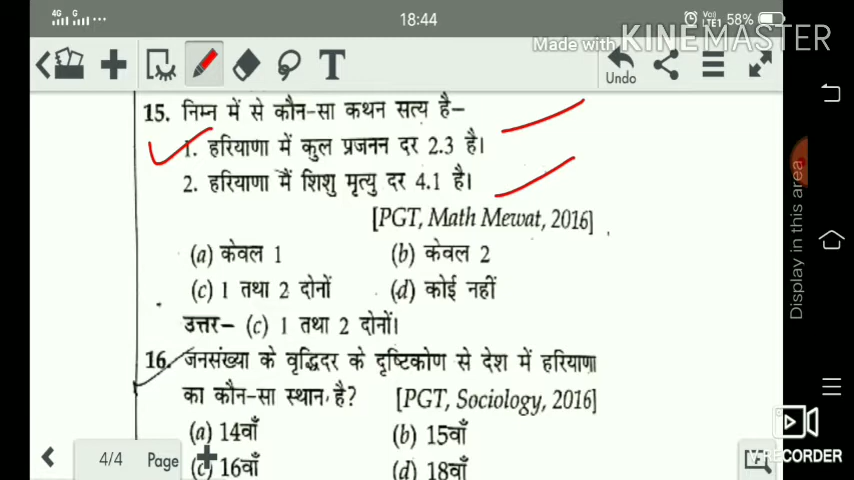 4G G 18:44 Vo) LTE1 58%
Made with KINEMASTER
T Undo
15. निम्न में से कौन-सा कथन सत्य है-
1. हरियाणा में कुल प्रजनन दर 2.3 है।
2. हरियाणा मैं शिशु मृत्यु दर 4.1 है।
[PGT, Math Mewat, 2016]
(a) केवल 1 (b) केवल 2
(c) 1 तथा 2 दोनों (d) कोई नहीं
उत्तर- (c) 1 तथा 2 दोनों।
16. जनसंख्या के वृद्धिदर के दृष्टिकोण से देश में हरियाणा
का कौन-सा स्थान है? [PGT, Sociology, 2016]
(a) 14वाँ (b) 15वाँ
(c) 16वाँ (d) 18वाँ
4/4 Page
Display in this area
V RECORDER